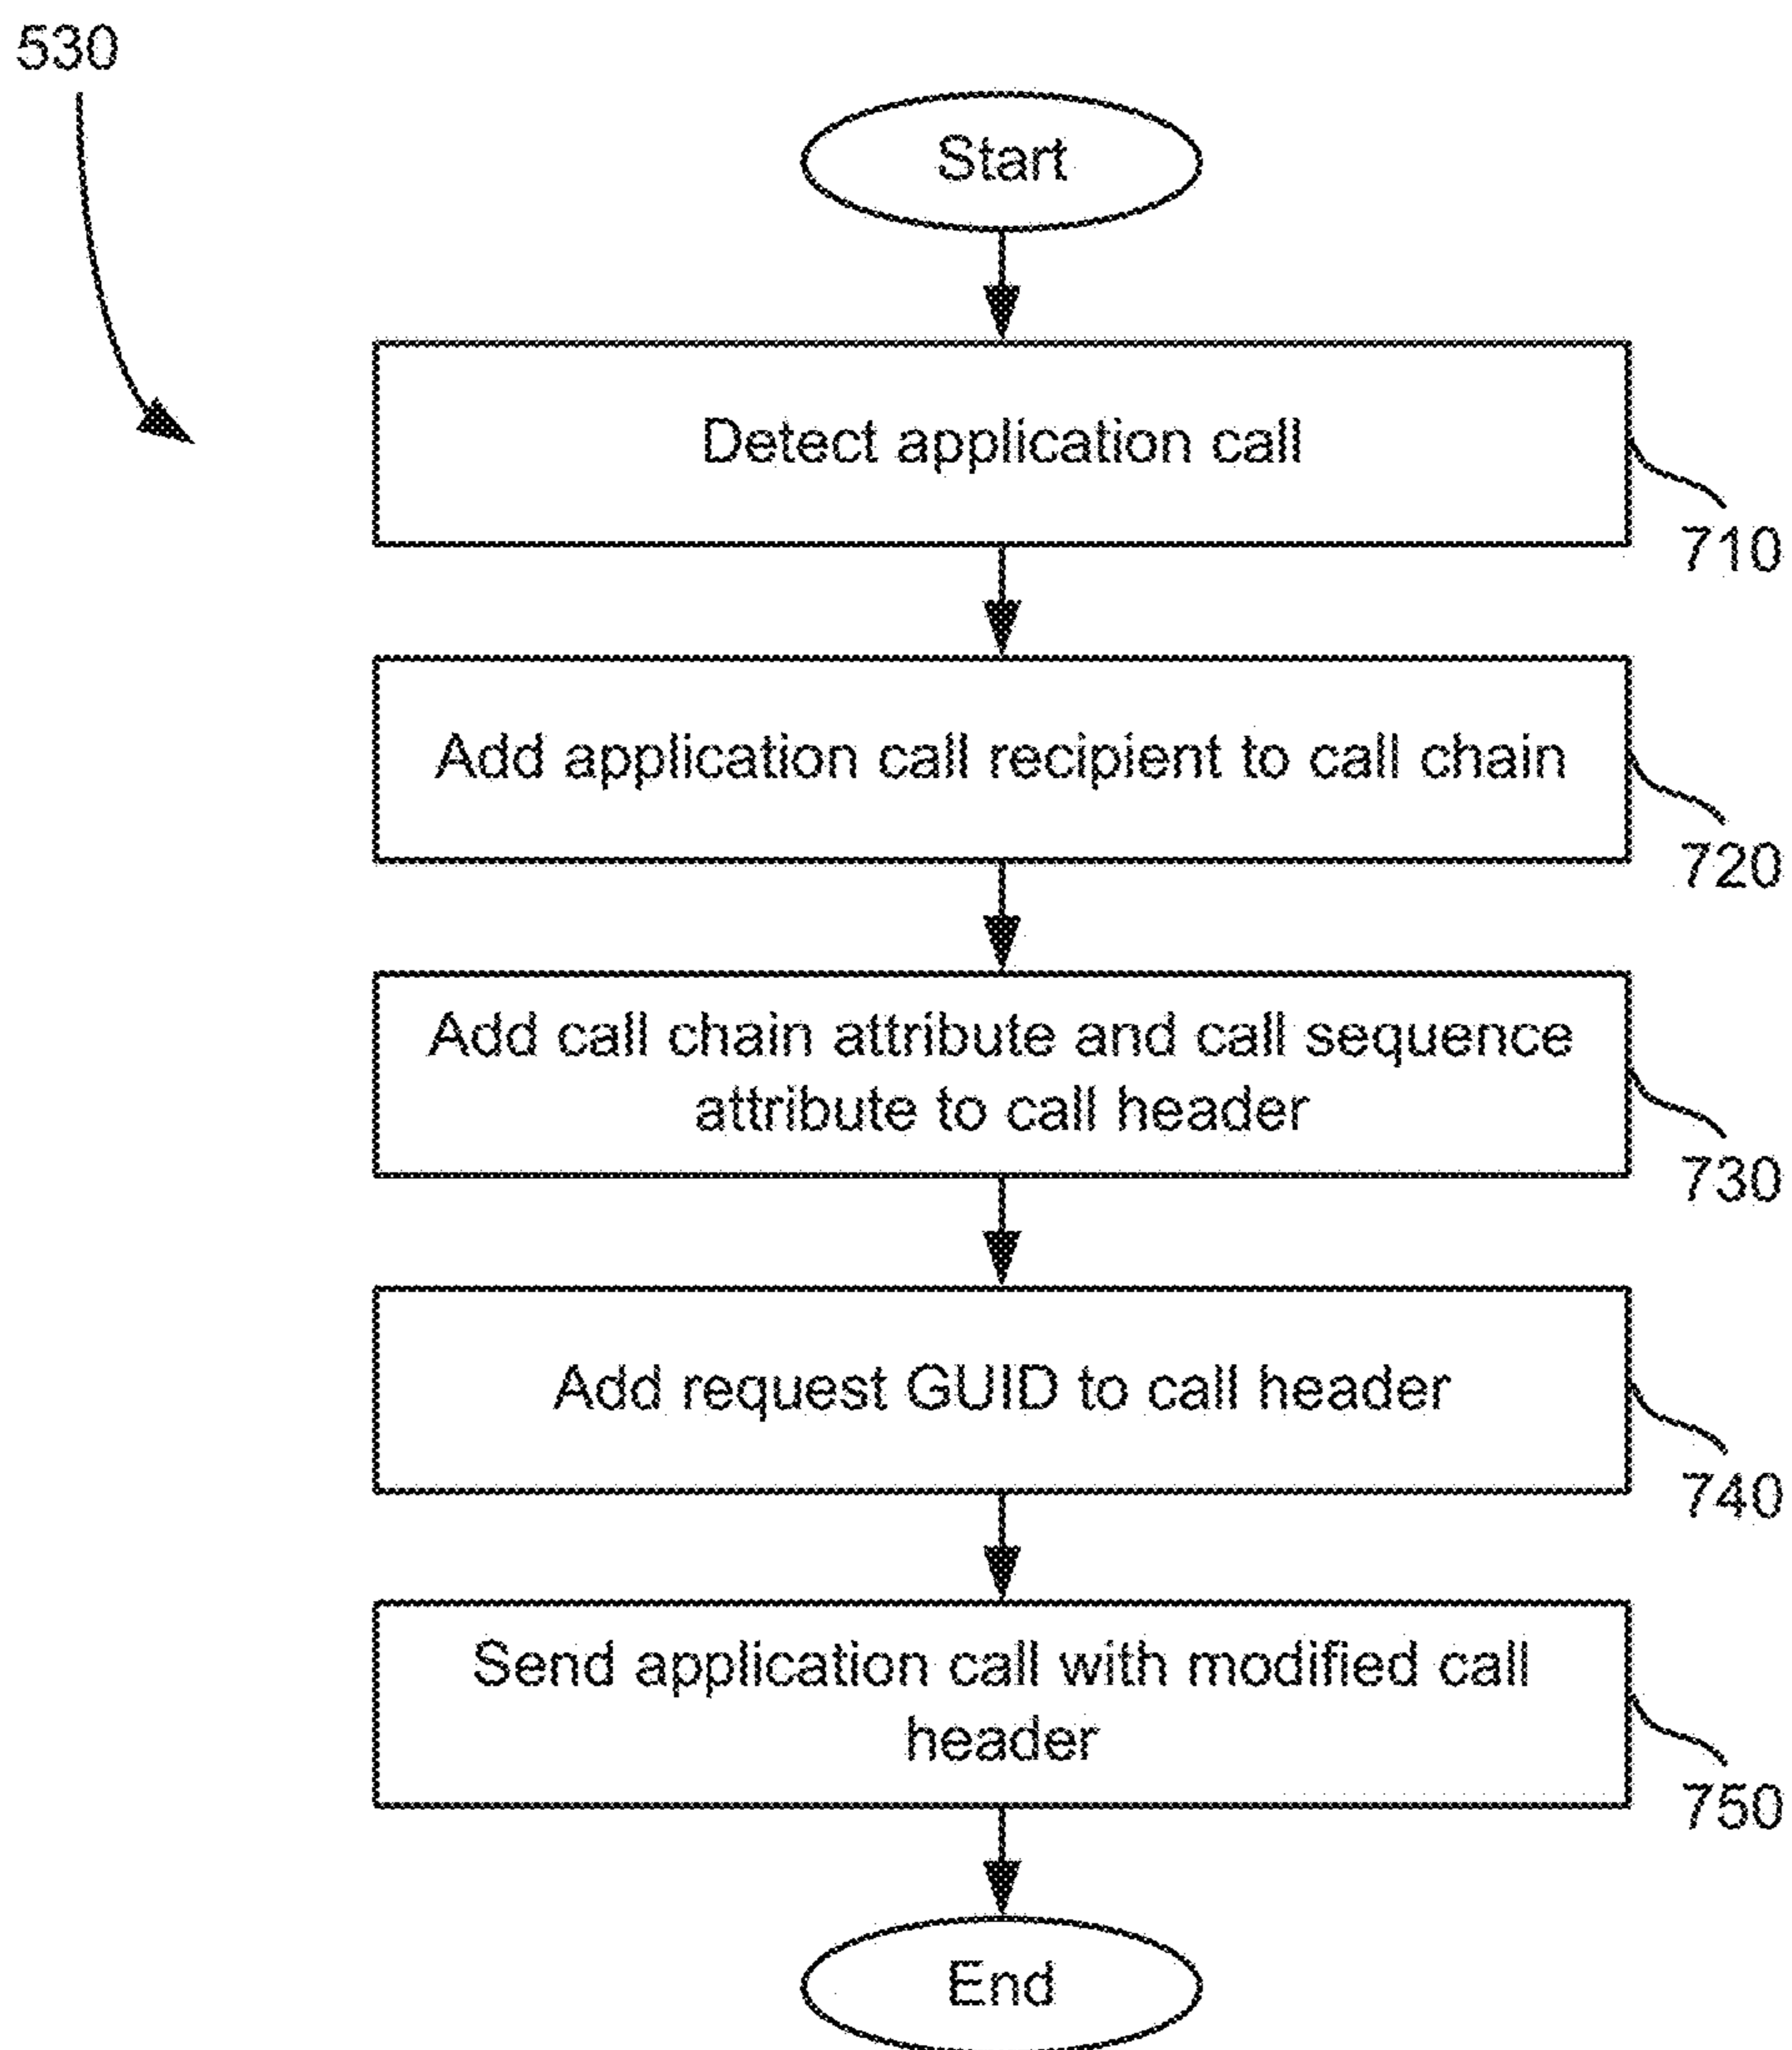 530
Start
Detect application call
710
Add application call recipient to call chain
720
Add call chain attribute and call sequence
attribute to call header
730
Add request GUID to call header
740
Send application call with modified call
header
750
End